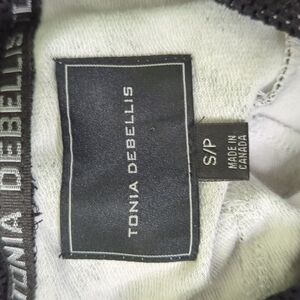 TONIA DEBELLIS
S/P
MADE IN
CANADA
TONIA DEBELLIS